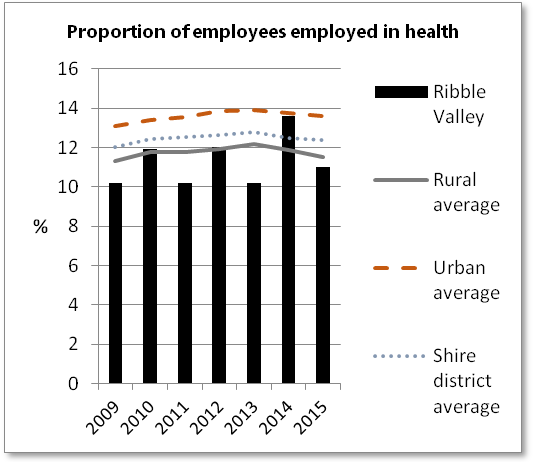 Proportion of employees employed in health
16
14
12
10
8
6
4
2
0
%
2009
2010
2011
2012
2013
2014
2015
Ribble
Valley
Rural
average
Urban
average
Shire
district
average